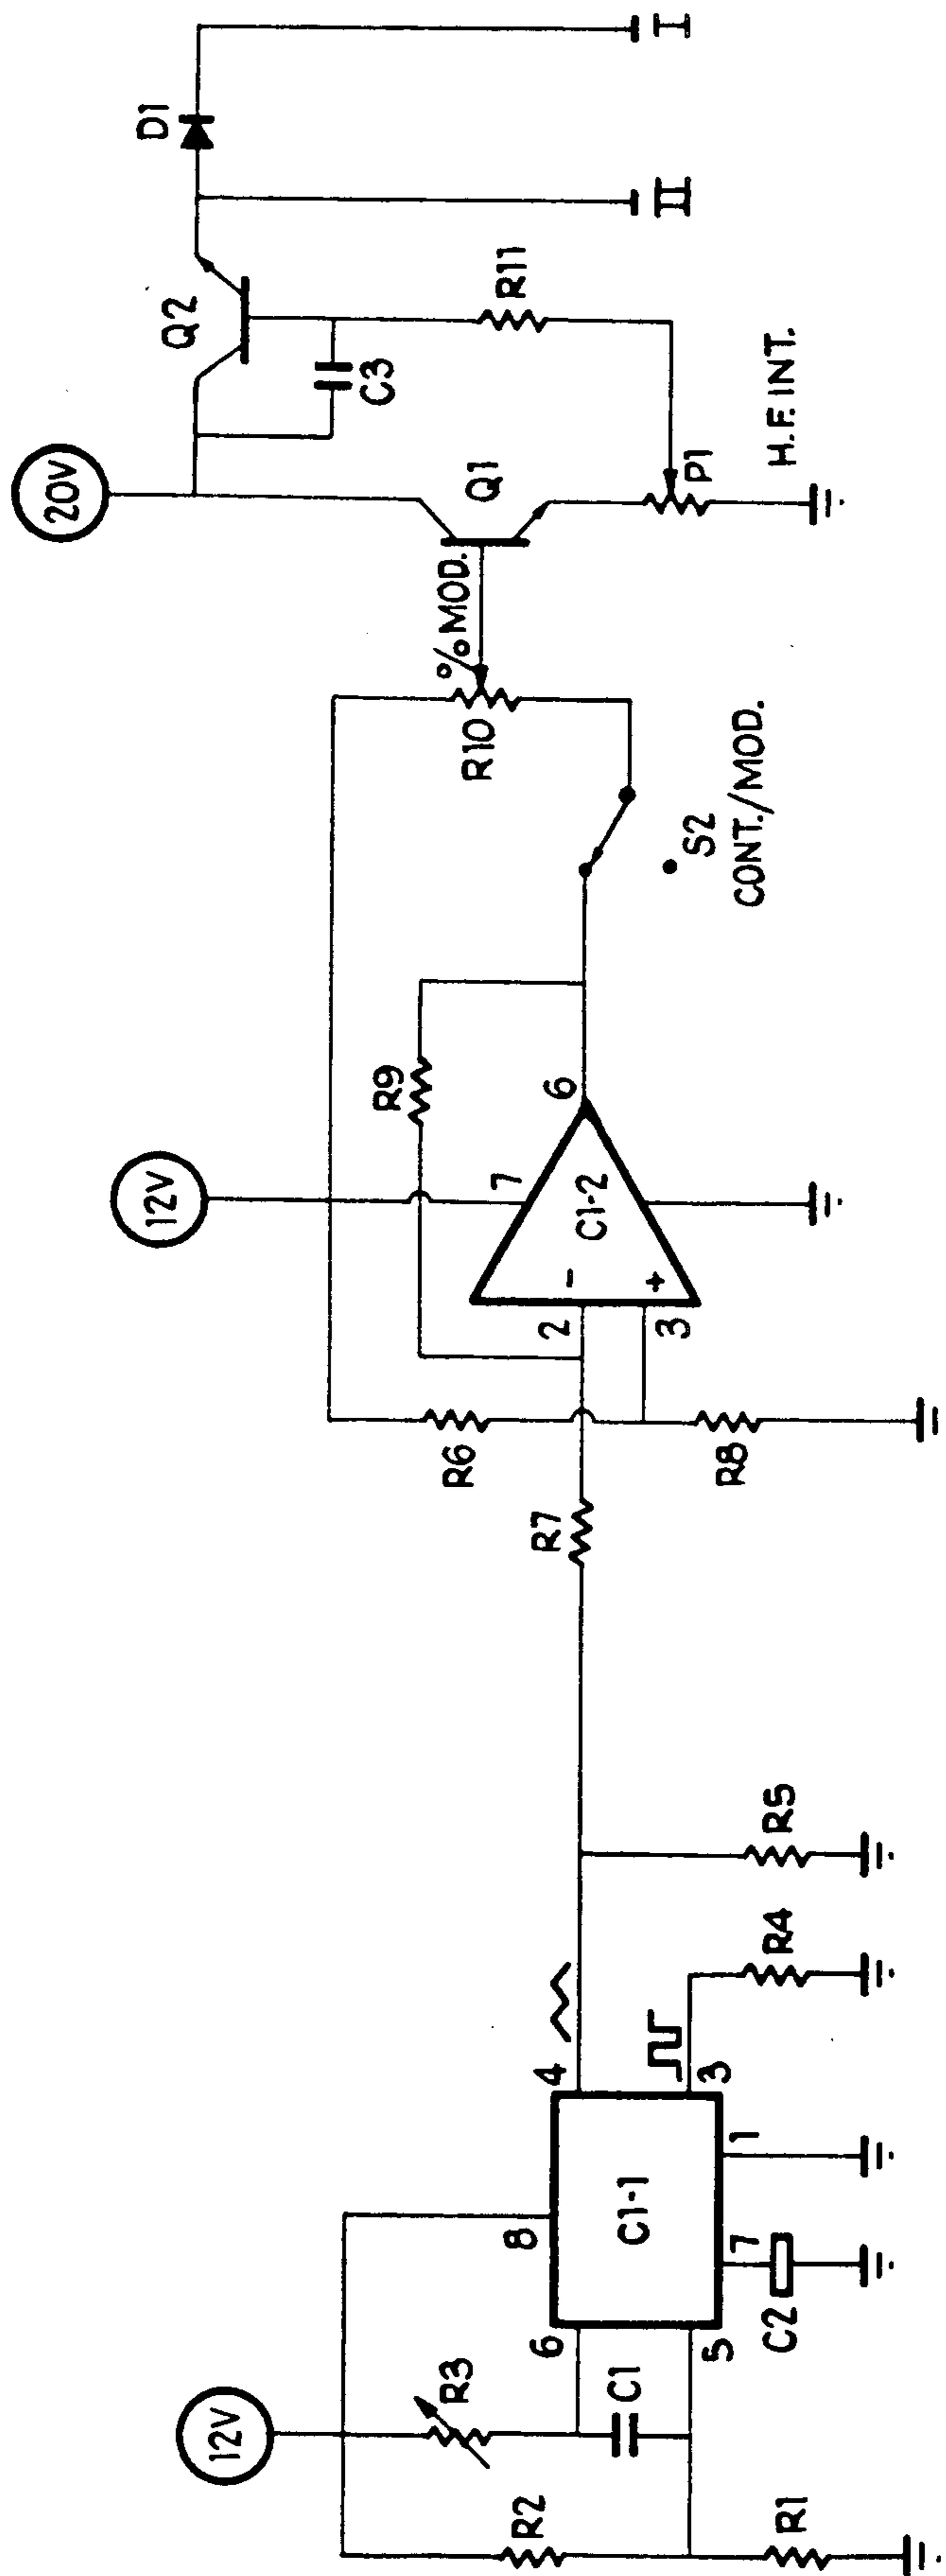 12V
R3
R2
C1
R1
6
5
8
C1-1
7
C2
1
4
3
R4
R5
R7
R6
R8
12V
R9
2
-
3
+
C1-2
7
6
S2
CONT./MOD.
R10
% MOD.
20V
Q1
P1
H.F. INT.
C3
R11
Q2
D1
II
I